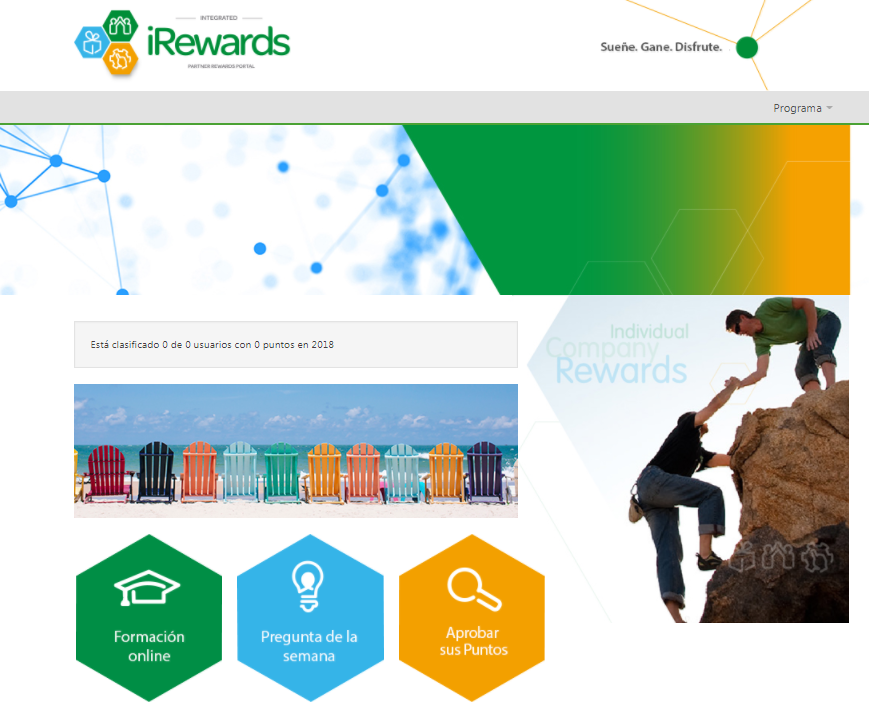 INTEGRATED
iRewards
PARTNER REWARDS PORTAL
Sueñe. Gane. Disfrute.
Programa
Está clasificado 0 de 0 usuarios con 0 puntos en 2018
Individual
Company
Rewards
Formación
online
Pregunta de la
semana
Aprobar
sus Puntos